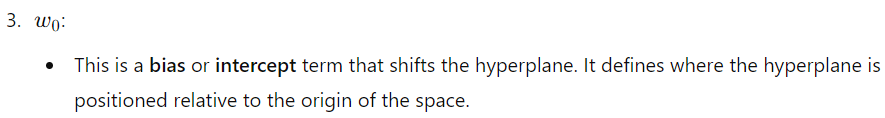 3. w₀:
• This is a bias or intercept term that shifts the hyperplane. It defines where the hyperplane is
positioned relative to the origin of the space.